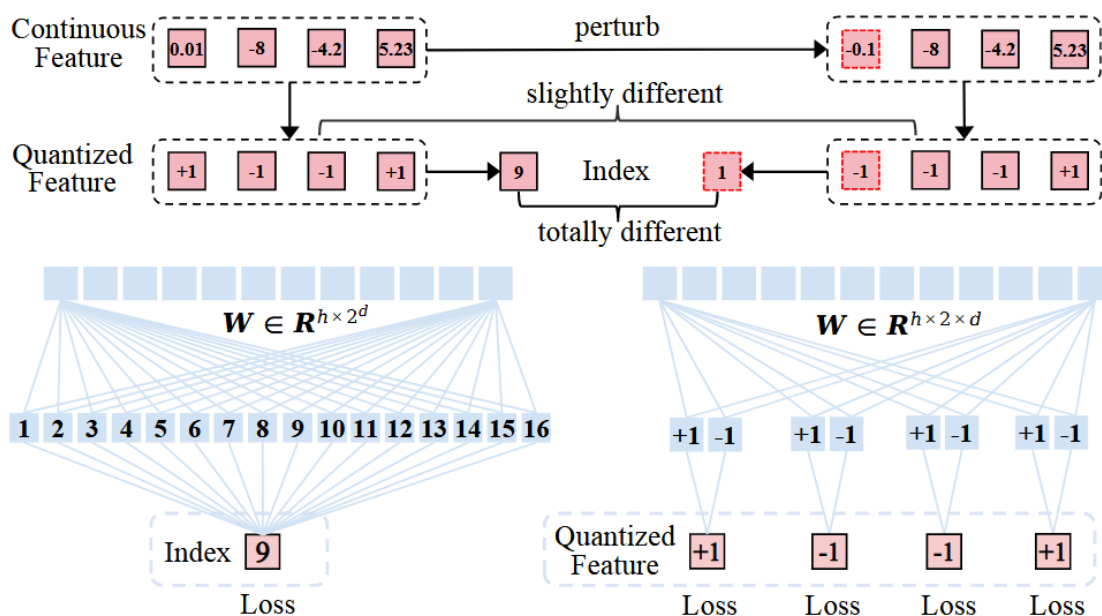 Continuous Feature
0.01 -8 -4.2 5.23
perturb
-0.1 -8 -4.2 5.23
slightly different
Quantized Feature
+1 -1 -1 +1
9 Index 1
-1 -1 -1 +1
totally different
W ∈ R^{h×2^d}
1 2 3 4 5 6 7 8 9 10 11 12 13 14 15 16
Index 9
Loss
W ∈ R^{h×2×d}
+1 -1 +1 -1 +1 -1 +1 -1
Quantized Feature
+1 -1 -1 +1
Loss Loss Loss Loss